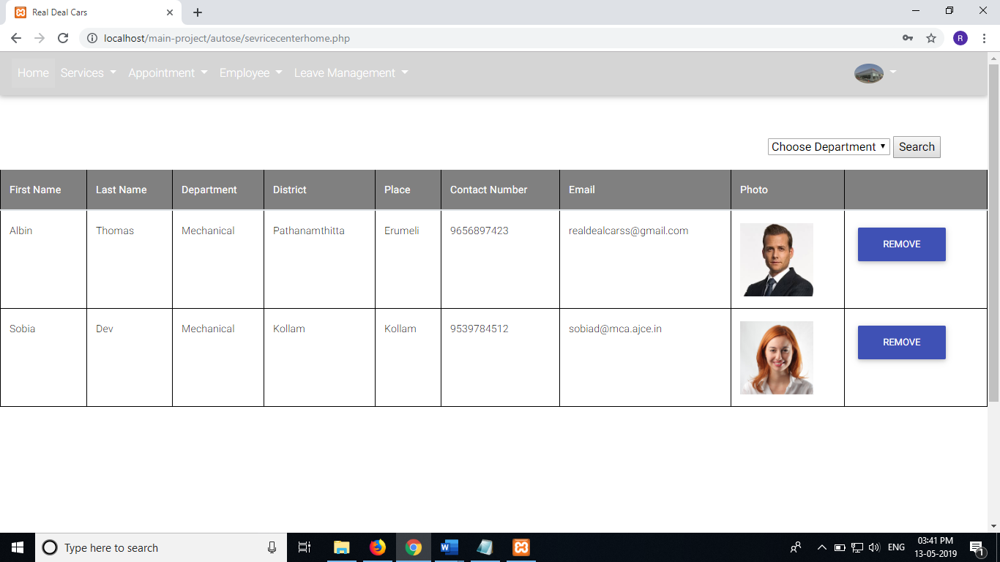 Real Deal Cars
localhost/main-project/autose/sevricecenterhome.php
R
Home Services Appointment Employee Leave Management
Choose Department Search
First Name Last Name Department District Place Contact Number Email Photo
Albin Thomas Mechanical Pathanamthitta Erumeli 9656897423 realdealcarss@gmail.com REMOVE
Sobia Dev Mechanical Kollam Kollam 9539784512 sobiad@mca.ajce.in REMOVE
Type here to search
ENG
03:41 PM
13-05-2019
1